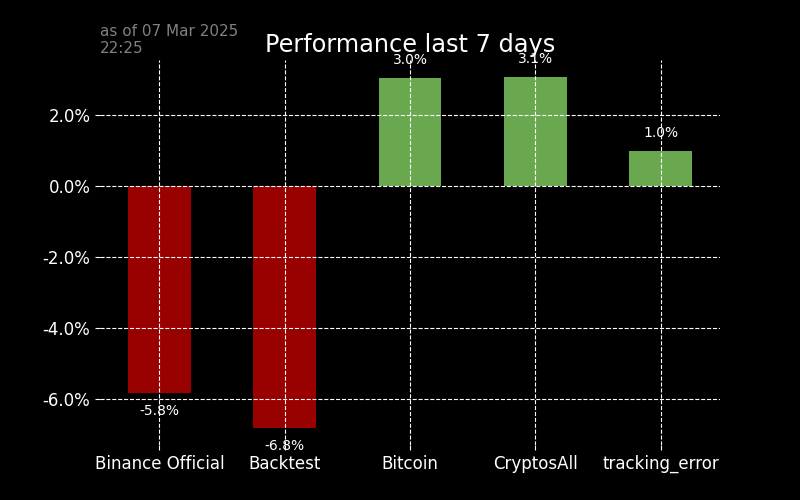 as of 07 Mar 2025
22:25
Performance last 7 days
3.0%
3.1%
1.0%
2.0%
0.0%
-2.0%
-4.0%
-6.0%
-5.8%
-6.8%
Binance Official
Backtest
Bitcoin
CryptosAll
tracking_error